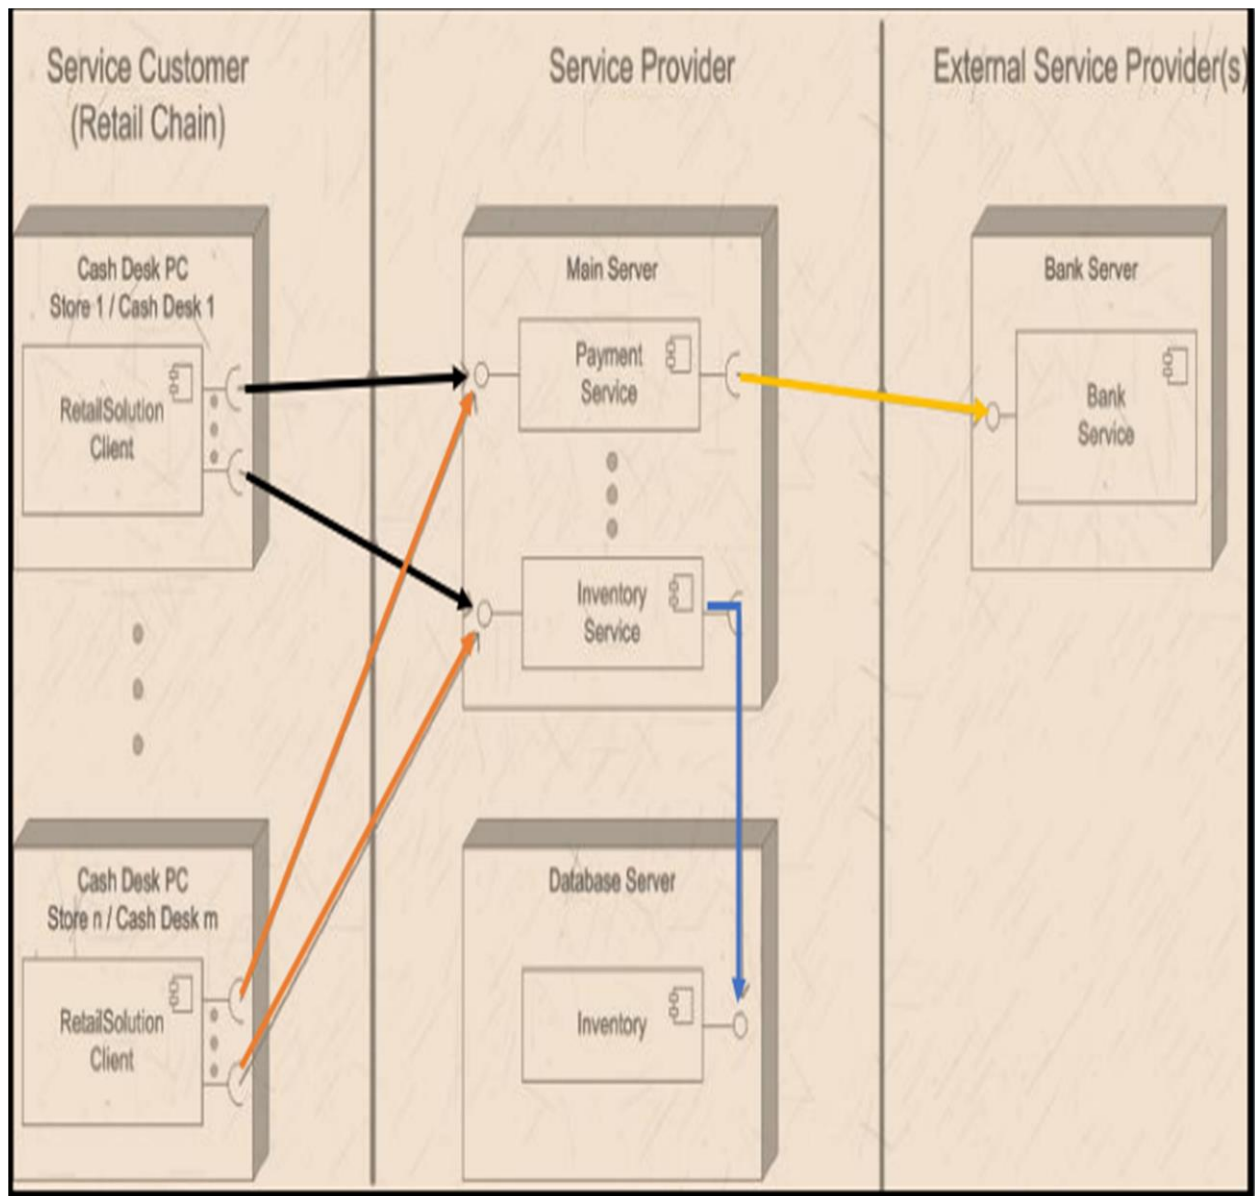 Service Customer
(Retail Chain)
Service Provider
External Service Provider(s)
Cash Desk PC
Store 1 / Cash Desk 1
RetailSolution
Client
Main Server
Payment
Service
Inventory
Service
Bank Server
Bank
Service
Cash Desk PC
Store n / Cash Desk m
RetailSolution
Client
Database Server
Inventory